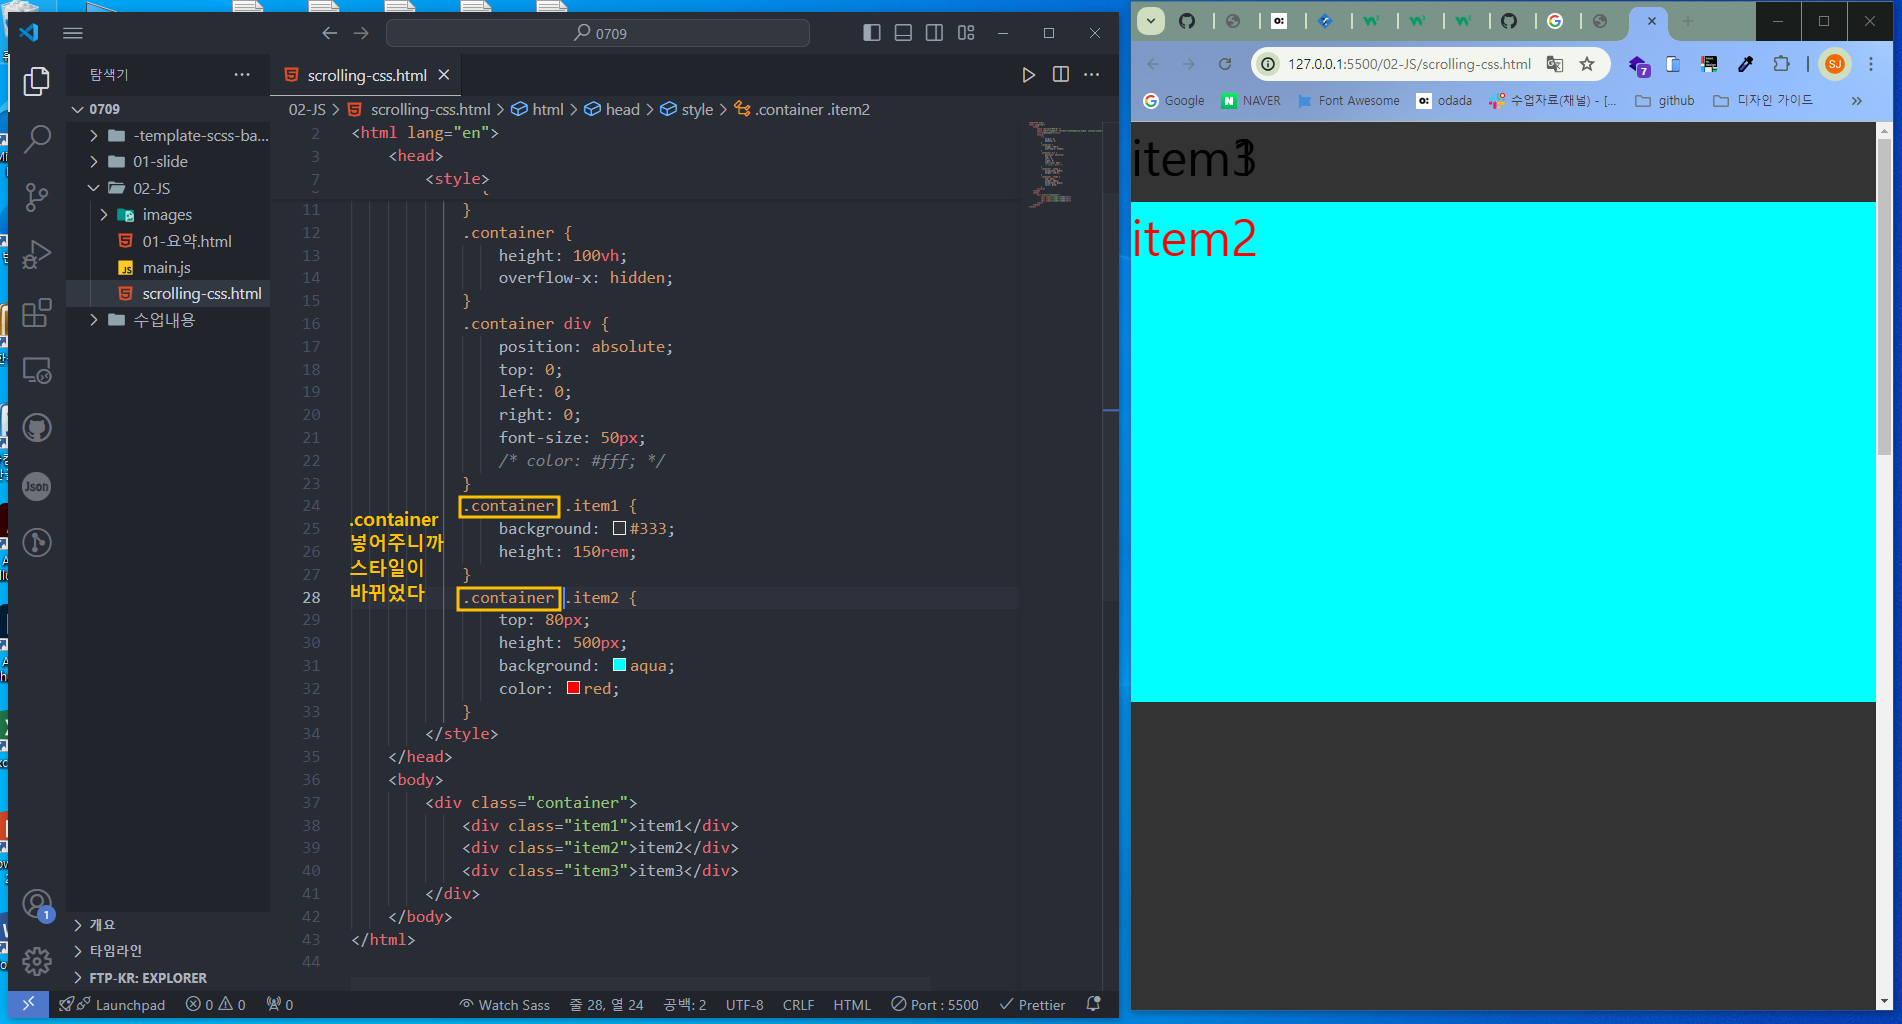 0709
탐색기
scrolling-css.html
02-JS > scrolling-css.html > html > head > style > .container .item2
0709
-template-scss-ba...
01-slide
02-JS
images
01-요약.html
main.js
scrolling-css.html
수업내용
개요
타임라인
FTP-KR: EXPLORER
2 <html lang="en">
3 <head>
7 <style>
11 }
12 .container {
13 height: 100vh;
14 overflow-x: hidden;
15 }
16 .container div {
17 position: absolute;
18 top: 0;
19 left: 0;
20 right: 0;
21 font-size: 50px;
22 /* color: #fff; */
23 }
24 .container .item1 {
25 background: #333;
26 height: 150rem;
27 }
28 .container .item2 {
29 top: 80px;
30 height: 500px;
31 background: aqua;
32 color: red;
33 }
34 </style>
35 </head>
36 <body>
37 <div class="container">
38 <div class="item1">item1</div>
39 <div class="item2">item2</div>
40 <div class="item3">item3</div>
41 </div>
42 </body>
43 </html>
44
.container
넣어주니까
스타일이
바뀌었다
Json
1
Launchpad 0 0 0 Watch Sass 줄 28, 열 24 공백: 2 UTF-8 CRLF HTML Port : 5500 Prettier
127.0.0.1:5500/02-JS/scrolling-css.html
7
SJ
Google NAVER Font Awesome odada 수업자료(채널) - [... github 디자인 가이드
item3
item2